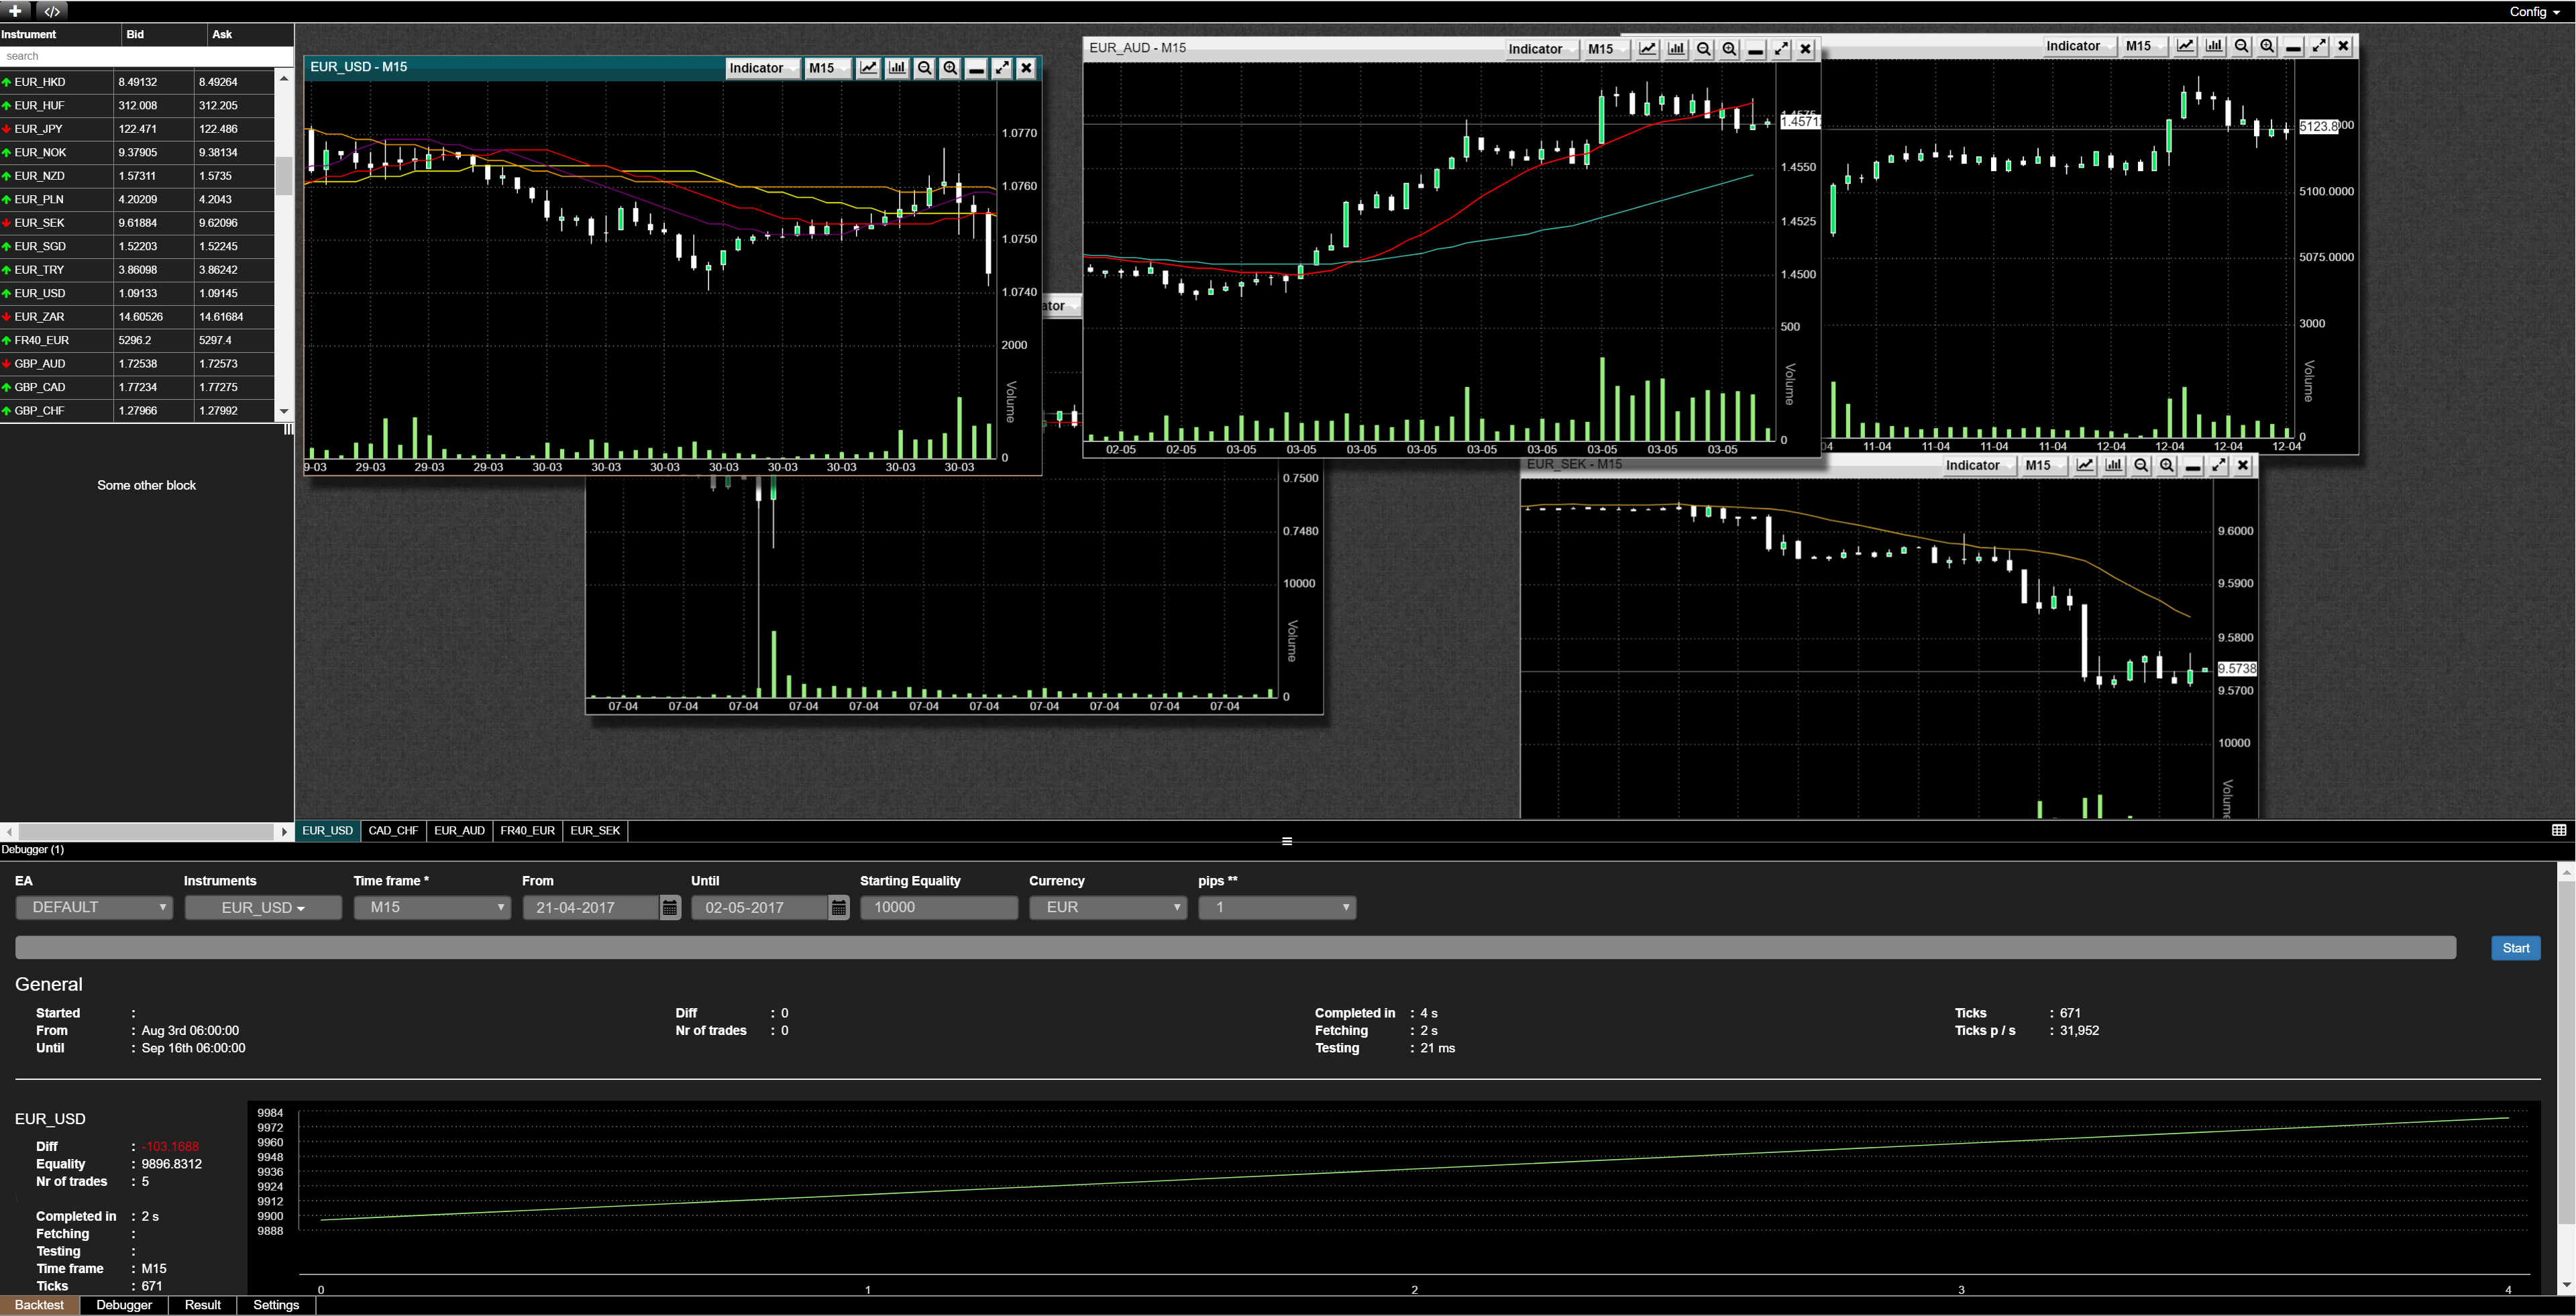 </>
Config
Instrument Bid Ask
search
EUR_HKD 8.49132 8.49264
EUR_HUF 312.008 312.205
EUR_JPY 122.471 122.486
EUR_NOK 9.37905 9.38134
EUR_NZD 1.57311 1.5735
EUR_PLN 4.20209 4.2043
EUR_SEK 9.61884 9.62096
EUR_SGD 1.52203 1.52245
EUR_TRY 3.86098 3.86242
EUR_USD 1.09133 1.09145
EUR_ZAR 14.60526 14.61684
FR40_EUR 5296.2 5297.4
GBP_AUD 1.72538 1.72573
GBP_CAD 1.77234 1.77275
GBP_CHF 1.27966 1.27992
Some other block
EUR_USD - M15 Indicator M15
1.0770
1.0760
1.0750
1.0740
2000
Volume
0
9-03 29-03 29-03 29-03 30-03 30-03 30-03 30-03 30-03 30-03 30-03 30-03
ator
EUR_AUD - M15 Indicator M15
1.4575
1.4571
1.4550
1.4525
1.4500
500
Volume
0
02-05 02-05 03-05 03-05 03-05 03-05 03-05 03-05 03-05 03-05 03-05
Indicator M15
5123.8000
5100.0000
5075.0000
3000
Volume
0
04 11-04 11-04 11-04 11-04 12-04 12-04 12-04 12-04
0.7500
0.7480
10000
Volume
0
07-04 07-04 07-04 07-04 07-04 07-04 07-04 07-04 07-04 07-04 07-04
EUR_SEK - M15 Indicator M15
9.6000
9.5900
9.5800
9.5738
9.5700
10000
Volume
EUR_USD CAD_CHF EUR_AUD FR40_EUR EUR_SEK
Debugger (1)
EA Instruments Time frame * From Until Starting Equality Currency pips **
DEFAULT EUR_USD M15 21-04-2017 02-05-2017 10000 EUR 1
Start
General
Started : Diff : 0 Completed in : 4 s Ticks : 671
From : Aug 3rd 06:00:00 Nr of trades : 0 Fetching : 2 s Ticks p / s : 31,952
Until : Sep 16th 06:00:00 Testing : 21 ms
EUR_USD
Diff : -103.1688
Equality : 9896.8312
Nr of trades : 5
Completed in : 2 s
Fetching :
Testing :
Time frame : M15
Ticks : 671
9984
9972
9960
9948
9936
9924
9912
9900
9888
0 1 2 3 4
Backtest Debugger Result Settings